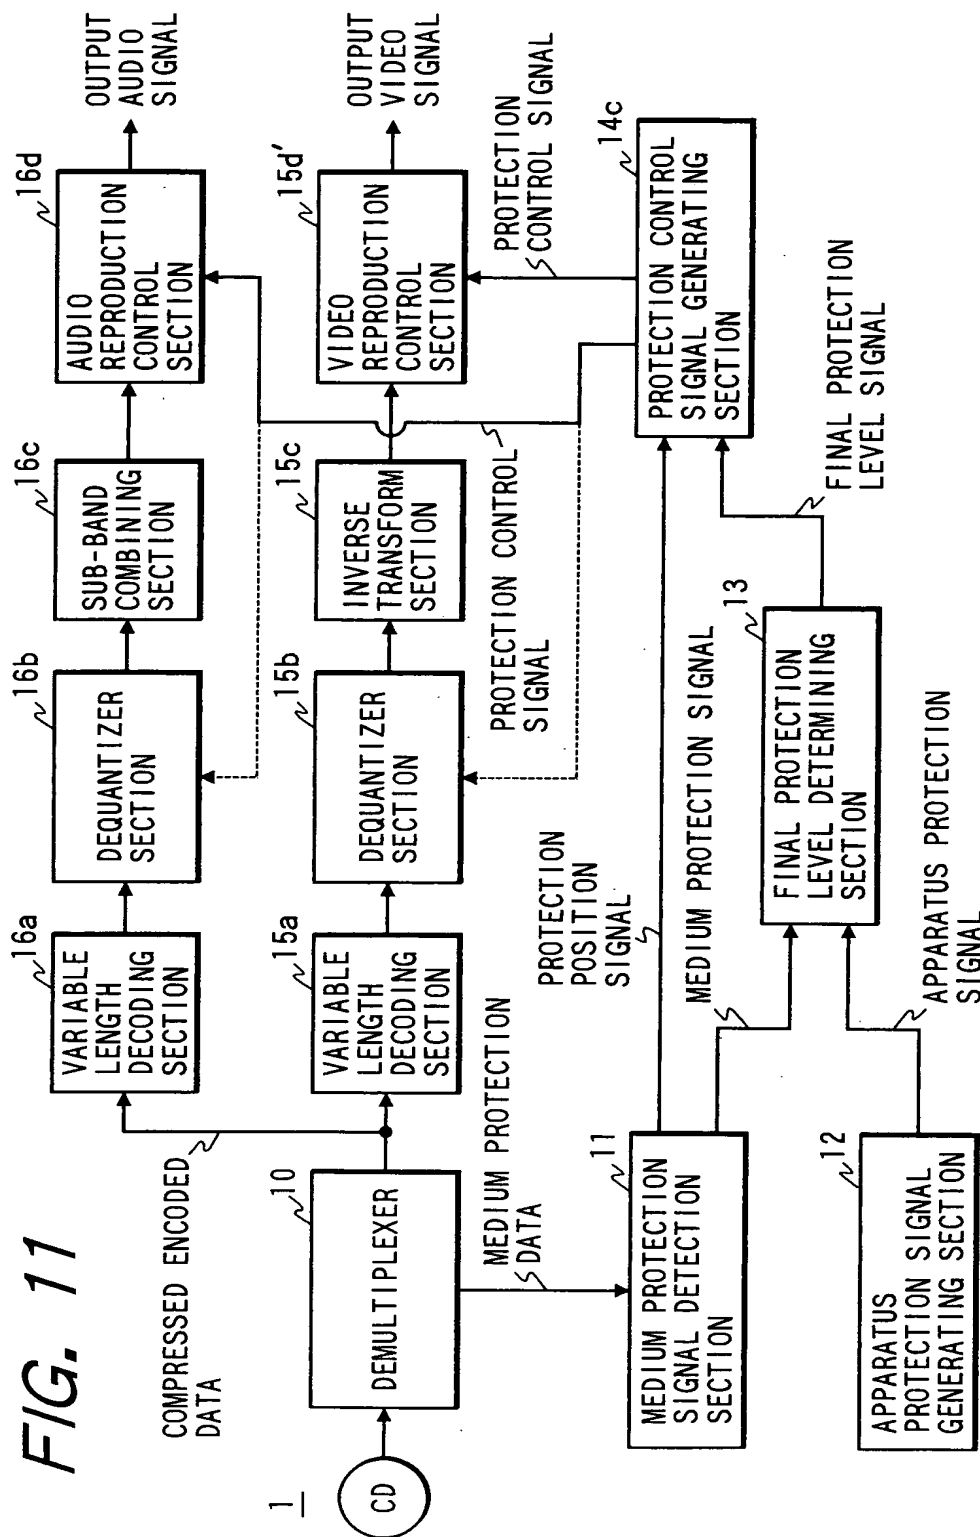 FIG. 11
1
CD
COMPRESSED ENCODED
DATA
10
DEMULTIPLEXER
MEDIUM PROTECTION
DATA
16a
VARIABLE
LENGTH
DECODING
SECTION
16b
DEQUANTIZER
SECTION
16c
SUB-BAND
COMBINING
SECTION
16d
AUDIO
REPRODUCTION
CONTROL
SECTION
OUTPUT
AUDIO
SIGNAL
15a
VARIABLE
LENGTH
DECODING
SECTION
15b
DEQUANTIZER
SECTION
15c
INVERSE
TRANSFORM
SECTION
15d'
VIDEO
REPRODUCTION
CONTROL
SECTION
OUTPUT
VIDEO
SIGNAL
PROTECTION CONTROL
SIGNAL
PROTECTION
CONTROL SIGNAL
11
MEDIUM PROTECTION
SIGNAL DETECTION
SECTION
PROTECTION
POSITION
SIGNAL
14c
PROTECTION CONTROL
SIGNAL GENERATING
SECTION
MEDIUM PROTECTION SIGNAL
13
FINAL PROTECTION
LEVEL DETERMINING
SECTION
FINAL PROTECTION
LEVEL SIGNAL
12
APPARATUS
PROTECTION SIGNAL
GENERATING SECTION
APPARATUS PROTECTION
SIGNAL